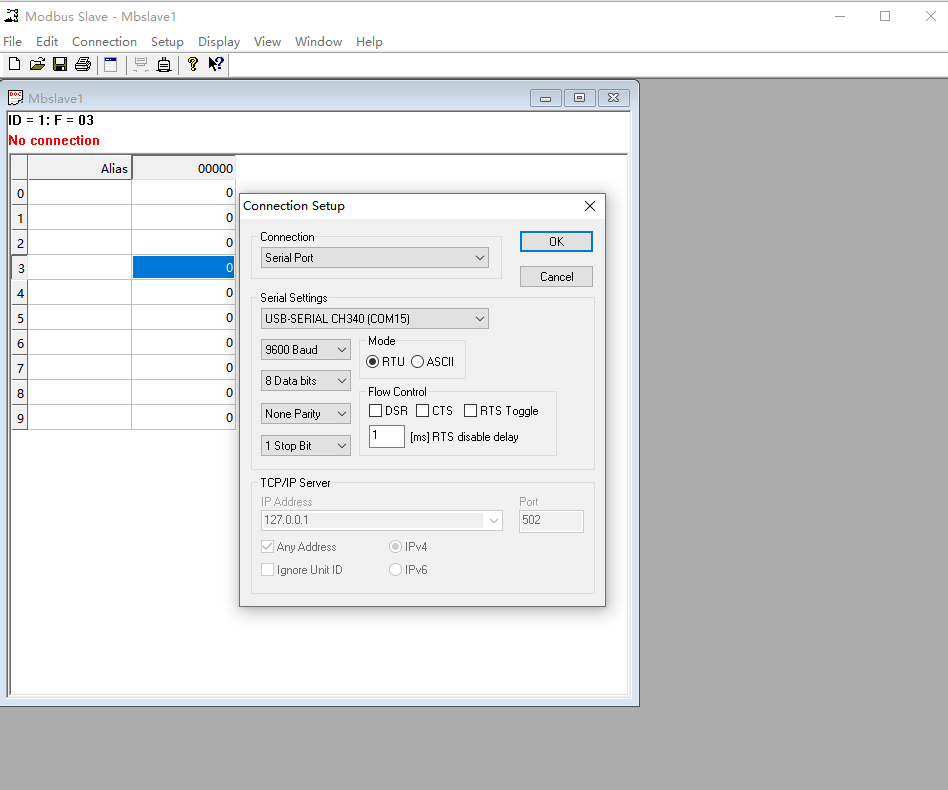 Modbus Slave - Mbslave1
File Edit Connection Setup Display View Window Help
Mbslave1
ID = 1: F = 03
No connection
Alias 00000
0 0
1 0
2 0
3 0
4 0
5 0
6 0
7 0
8 0
9 0
Connection Setup
Connection
Serial Port
OK
Cancel
Serial Settings
USB-SERIAL CH340 (COM15)
9600 Baud
8 Data bits
None Parity
1 Stop Bit
Mode
RTU ASCII
Flow Control
DSR CTS RTS Toggle
1 [ms] RTS disable delay
TCP/IP Server
IP Address Port
127.0.0.1 502
Any Address IPv4
Ignore Unit ID IPv6